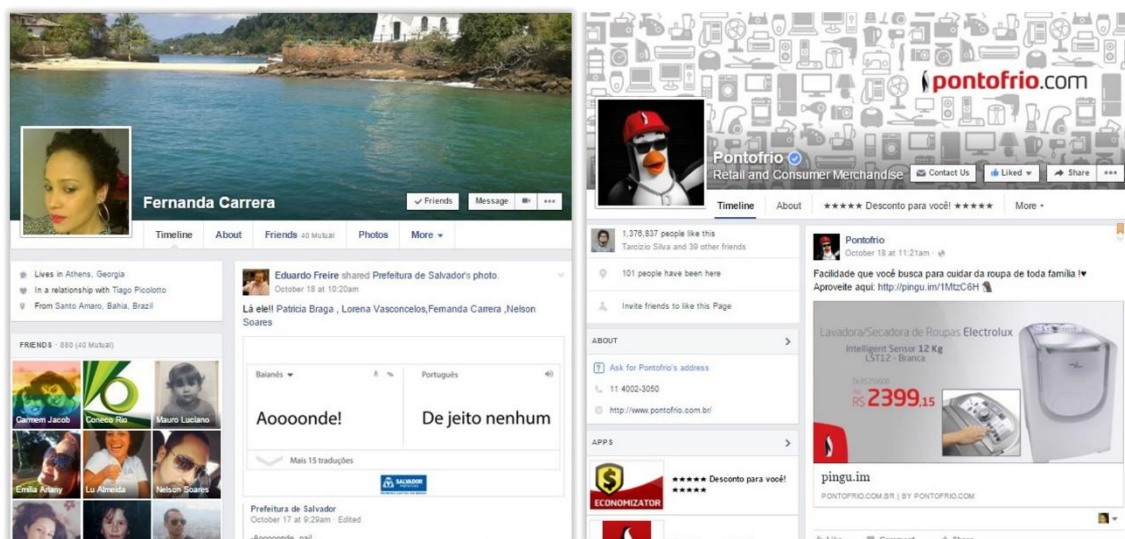 Fernanda Carrera
Friends
Message
Timeline
About
Friends 40 Mutual
Photos
More
Lives in Athens, Georgia
In a relationship with Tiago Picolotto
From Santo Amaro, Bahia, Brazil
FRIENDS · 880 (40 Mutual)
Carmem Jacob
Coneco Rio
Mauro Luciano
Emilia Ariany
Lu Almeida
Nelson Soares
Eduardo Freire shared Prefeitura de Salvador's photo.
October 18 at 10:20am
Lá ele!! Patricia Braga , Lorena Vasconcelos,Fernanda Carrera ,Nelson
Soares
Baianês
Português
Aoooonde!
De jeito nenhum
Mais 15 traduções
SALVADOR
Prefeitura de Salvador
October 17 at 9:29am · Edited
pontofrio.com
Pontofrio
Retail and Consumer Merchandise
Contact Us
Liked
Share
Timeline
About
★★★★★ Desconto para você! ★★★★★
More
1,376,837 people like this
Tarcizio Silva and 39 other friends
101 people have been here
Invite friends to like this Page
ABOUT
Ask for Pontofrio's address
11 4002-3050
http://www.pontofrio.com.br/
APPS
ECONOMIZATOR
★★★★★ Desconto para você!
★★★★★
Pontofrio
October 18 at 11:21am
Facilidade que você busca para cuidar da roupa de toda família !♥
Aproveite aqui: http://pingu.im/1MtzC6H
Lavadora/Secadora de Roupas Electrolux
Intelligent Sensor 12 Kg
LST12 - Branca
R$ 2399,15
pingu.im
PONTOFRIO.COM.BR | BY PONTOFRIO.COM
Like
Comment
Share